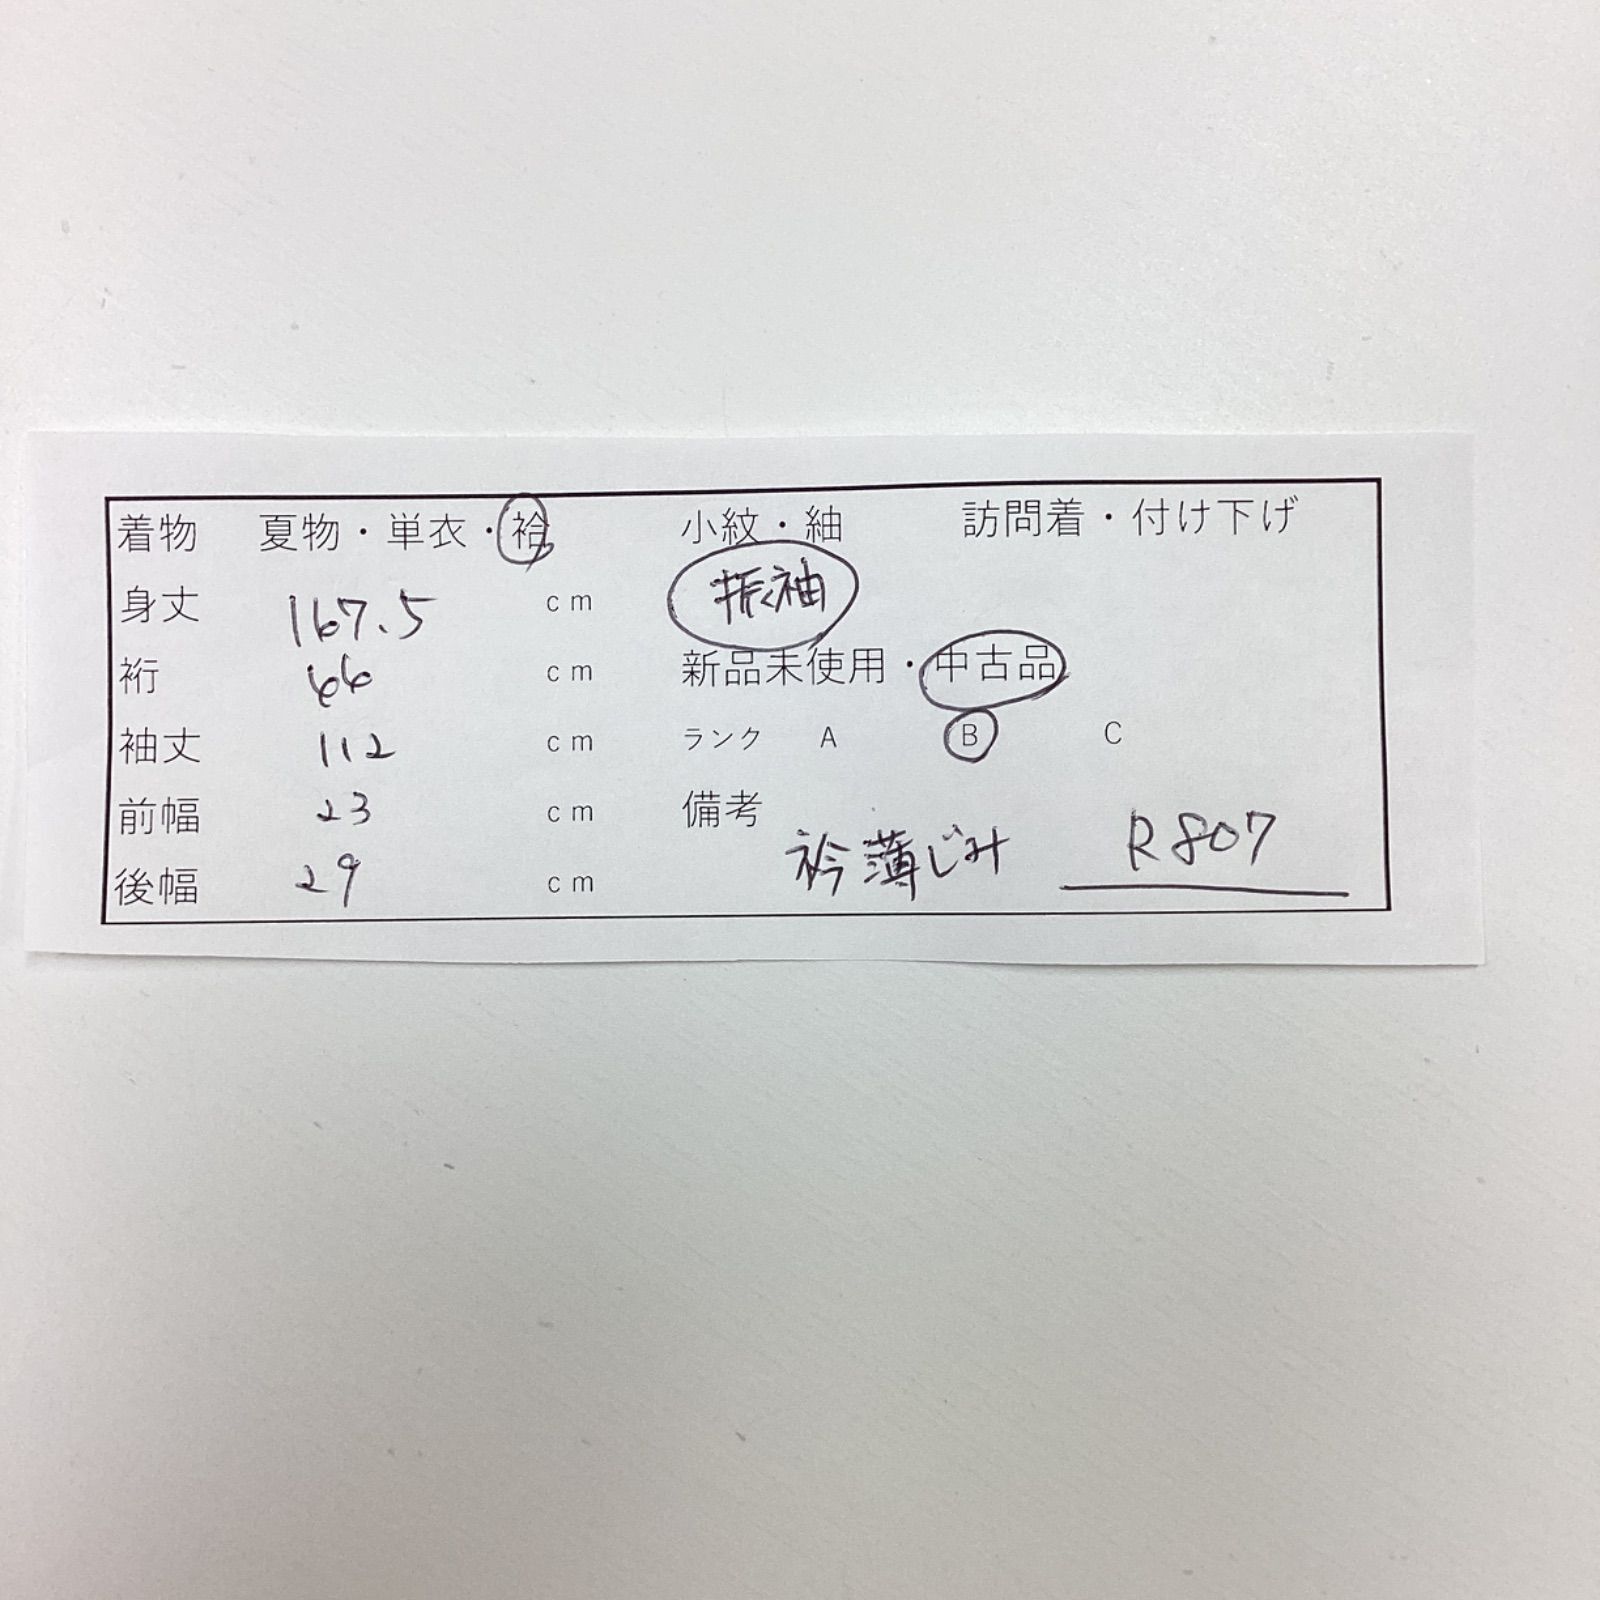 着物 夏物・単衣・袷 小紋・紬 訪問着・付け下げ
身丈 167.5 cm 振袖
裄 66 cm 新品未使用・中古品
袖丈 112 cm ランク A B C
前幅 23 cm 備考
後幅 29 cm 衿薄じみ R807